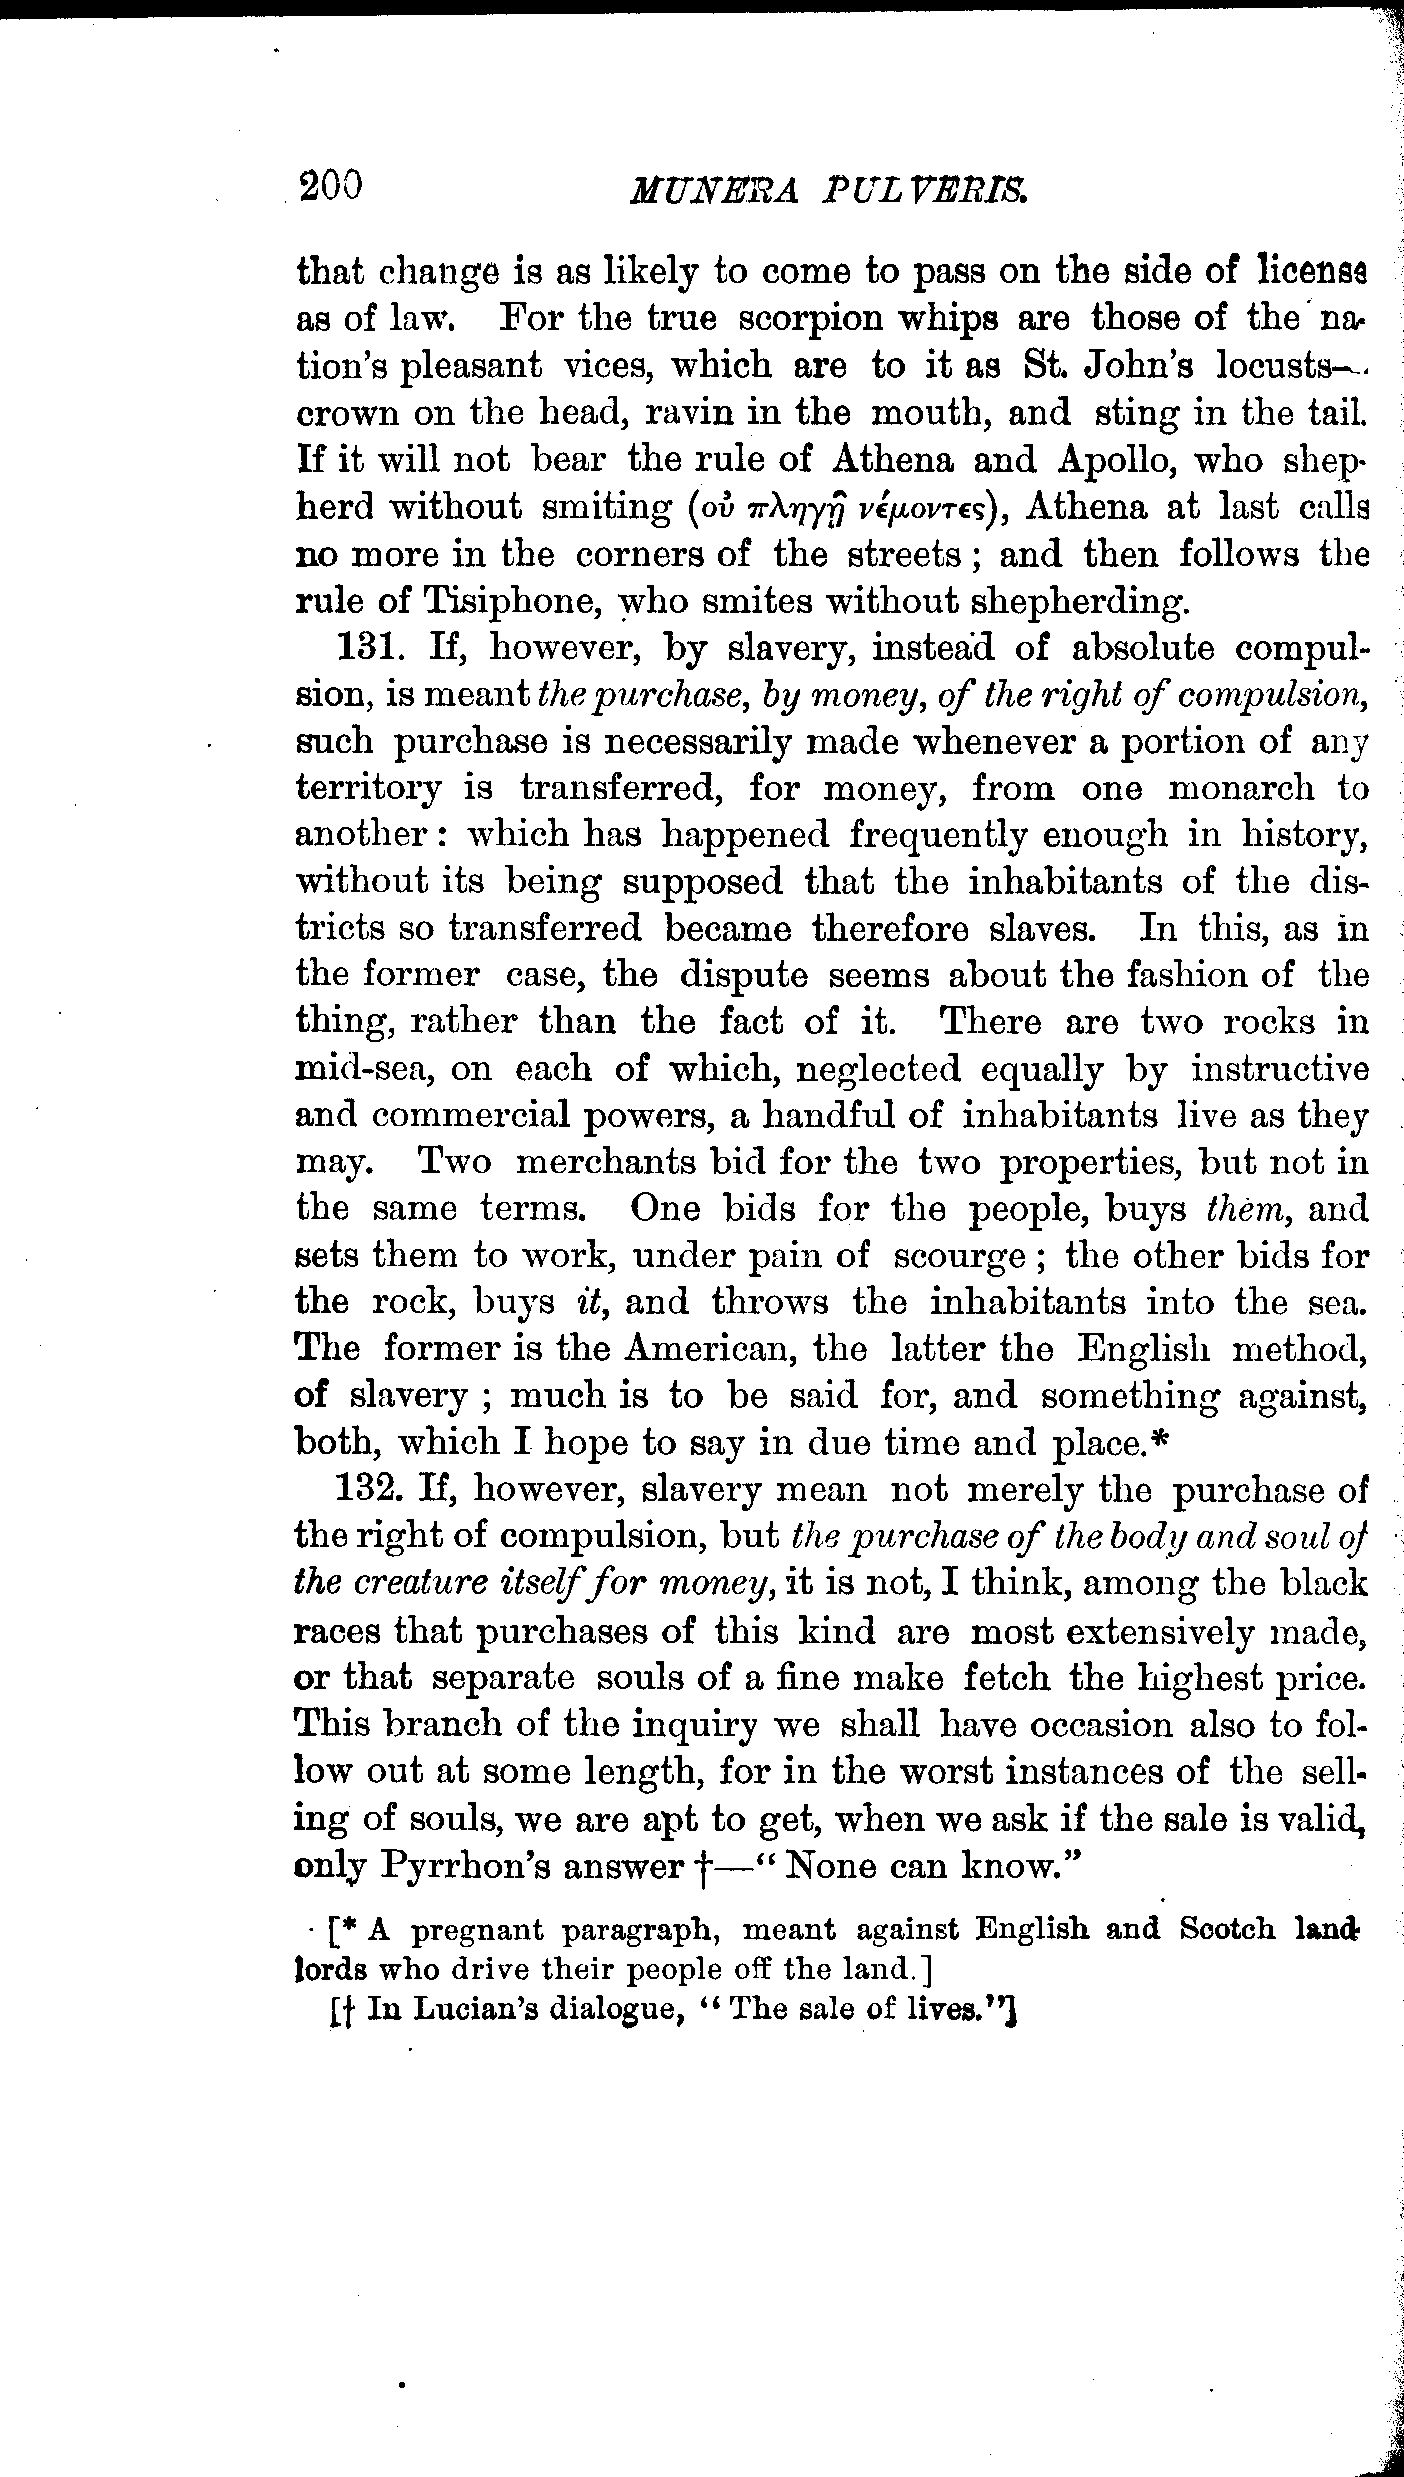 200 MUNERA PULVERIS.
that change is as likely to come to pass on the side of license
as of law. For the true scorpion whips are those of the na-
tion's pleasant vices, which are to it as St. John's locusts—
crown on the head, ravin in the mouth, and sting in the tail.
If it will not bear the rule of Athena and Apollo, who shep-
herd without smiting (οὐ πληγῇ νέμοντες), Athena at last calls
no more in the corners of the streets ; and then follows the
rule of Tisiphone, who smites without shepherding.
131. If, however, by slavery, instead of absolute compul-
sion, is meant the purchase, by money, of the right of compulsion,
such purchase is necessarily made whenever a portion of any
territory is transferred, for money, from one monarch to
another : which has happened frequently enough in history,
without its being supposed that the inhabitants of the dis-
tricts so transferred became therefore slaves. In this, as in
the former case, the dispute seems about the fashion of the
thing, rather than the fact of it. There are two rocks in
mid-sea, on each of which, neglected equally by instructive
and commercial powers, a handful of inhabitants live as they
may. Two merchants bid for the two properties, but not in
the same terms. One bids for the people, buys them, and
sets them to work, under pain of scourge ; the other bids for
the rock, buys it, and throws the inhabitants into the sea.
The former is the American, the latter the English method,
of slavery ; much is to be said for, and something against,
both, which I hope to say in due time and place.*
132. If, however, slavery mean not merely the purchase of
the right of compulsion, but the purchase of the body and soul of
the creature itself for money, it is not, I think, among the black
races that purchases of this kind are most extensively made,
or that separate souls of a fine make fetch the highest price.
This branch of the inquiry we shall have occasion also to fol-
low out at some length, for in the worst instances of the sell-
ing of souls, we are apt to get, when we ask if the sale is valid,
only Pyrrhon's answer †—“ None can know.”
[* A pregnant paragraph, meant against English and Scotch land-
lords who drive their people off the land.]
[† In Lucian's dialogue, “ The sale of lives.”]